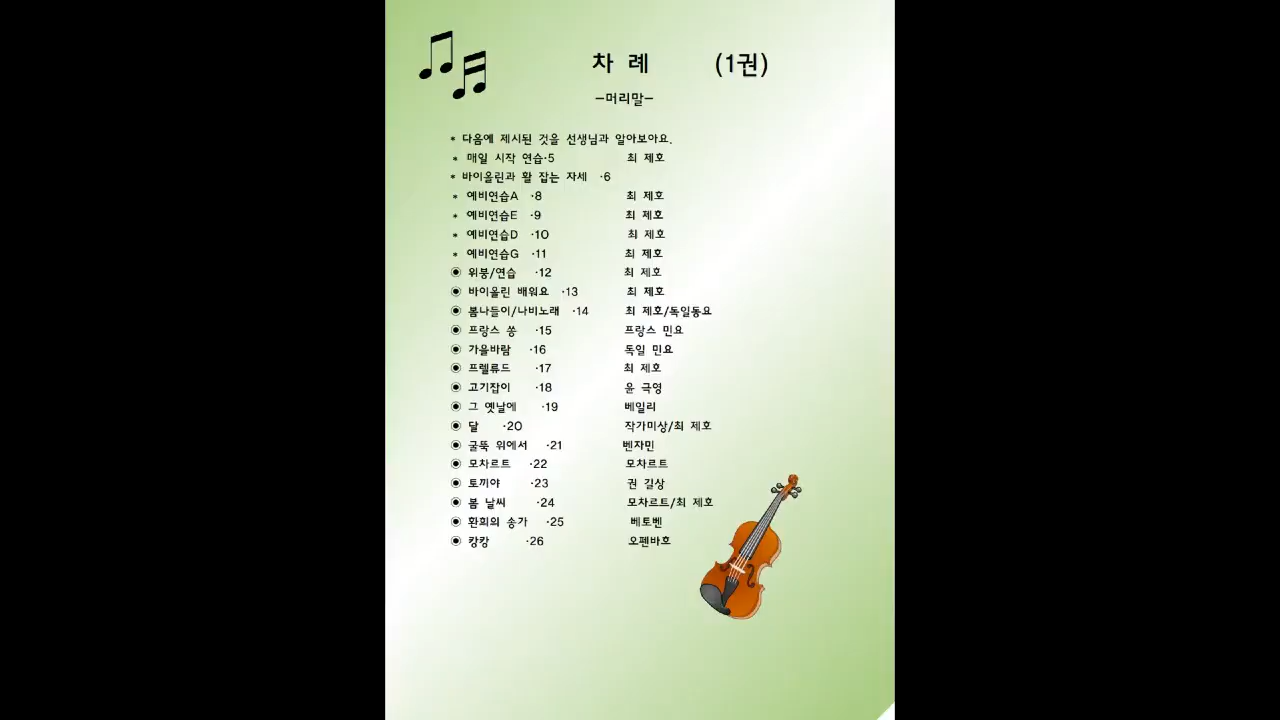 차 례 (1권)
-머리말-
* 다음에 제시된 것을 선생님과 알아보아요.
* 매일 시작 연습·5 최 제호
* 바이올린과 활 잡는 자세 ·6
* 예비연습A ·8 최 제호
* 예비연습E ·9 최 제호
* 예비연습D ·10 최 제호
* 예비연습G ·11 최 제호
◉ 위봉/연습 ·12 최 제호
◉ 바이올린 배워요 ·13 최 제호
◉ 봄나들이/나비노래 ·14 최 제호/독일동요
◉ 프랑스 쏭 ·15 프랑스 민요
◉ 가을바람 ·16 독일 민요
◉ 프렐류드 ·17 최 제호
◉ 고기잡이 ·18 윤 극영
◉ 그 옛날에 ·19 베일리
◉ 달 ·20 작가미상/최 제호
◉ 굴뚝 위에서 ·21 벤자민
◉ 모차르트 ·22 모차르트
◉ 토끼야 ·23 권 길상
◉ 봄 날씨 ·24 모차르트/최 제호
◉ 환희의 송가 ·25 베토벤
◉ 캉캉 ·26 오펜바흐